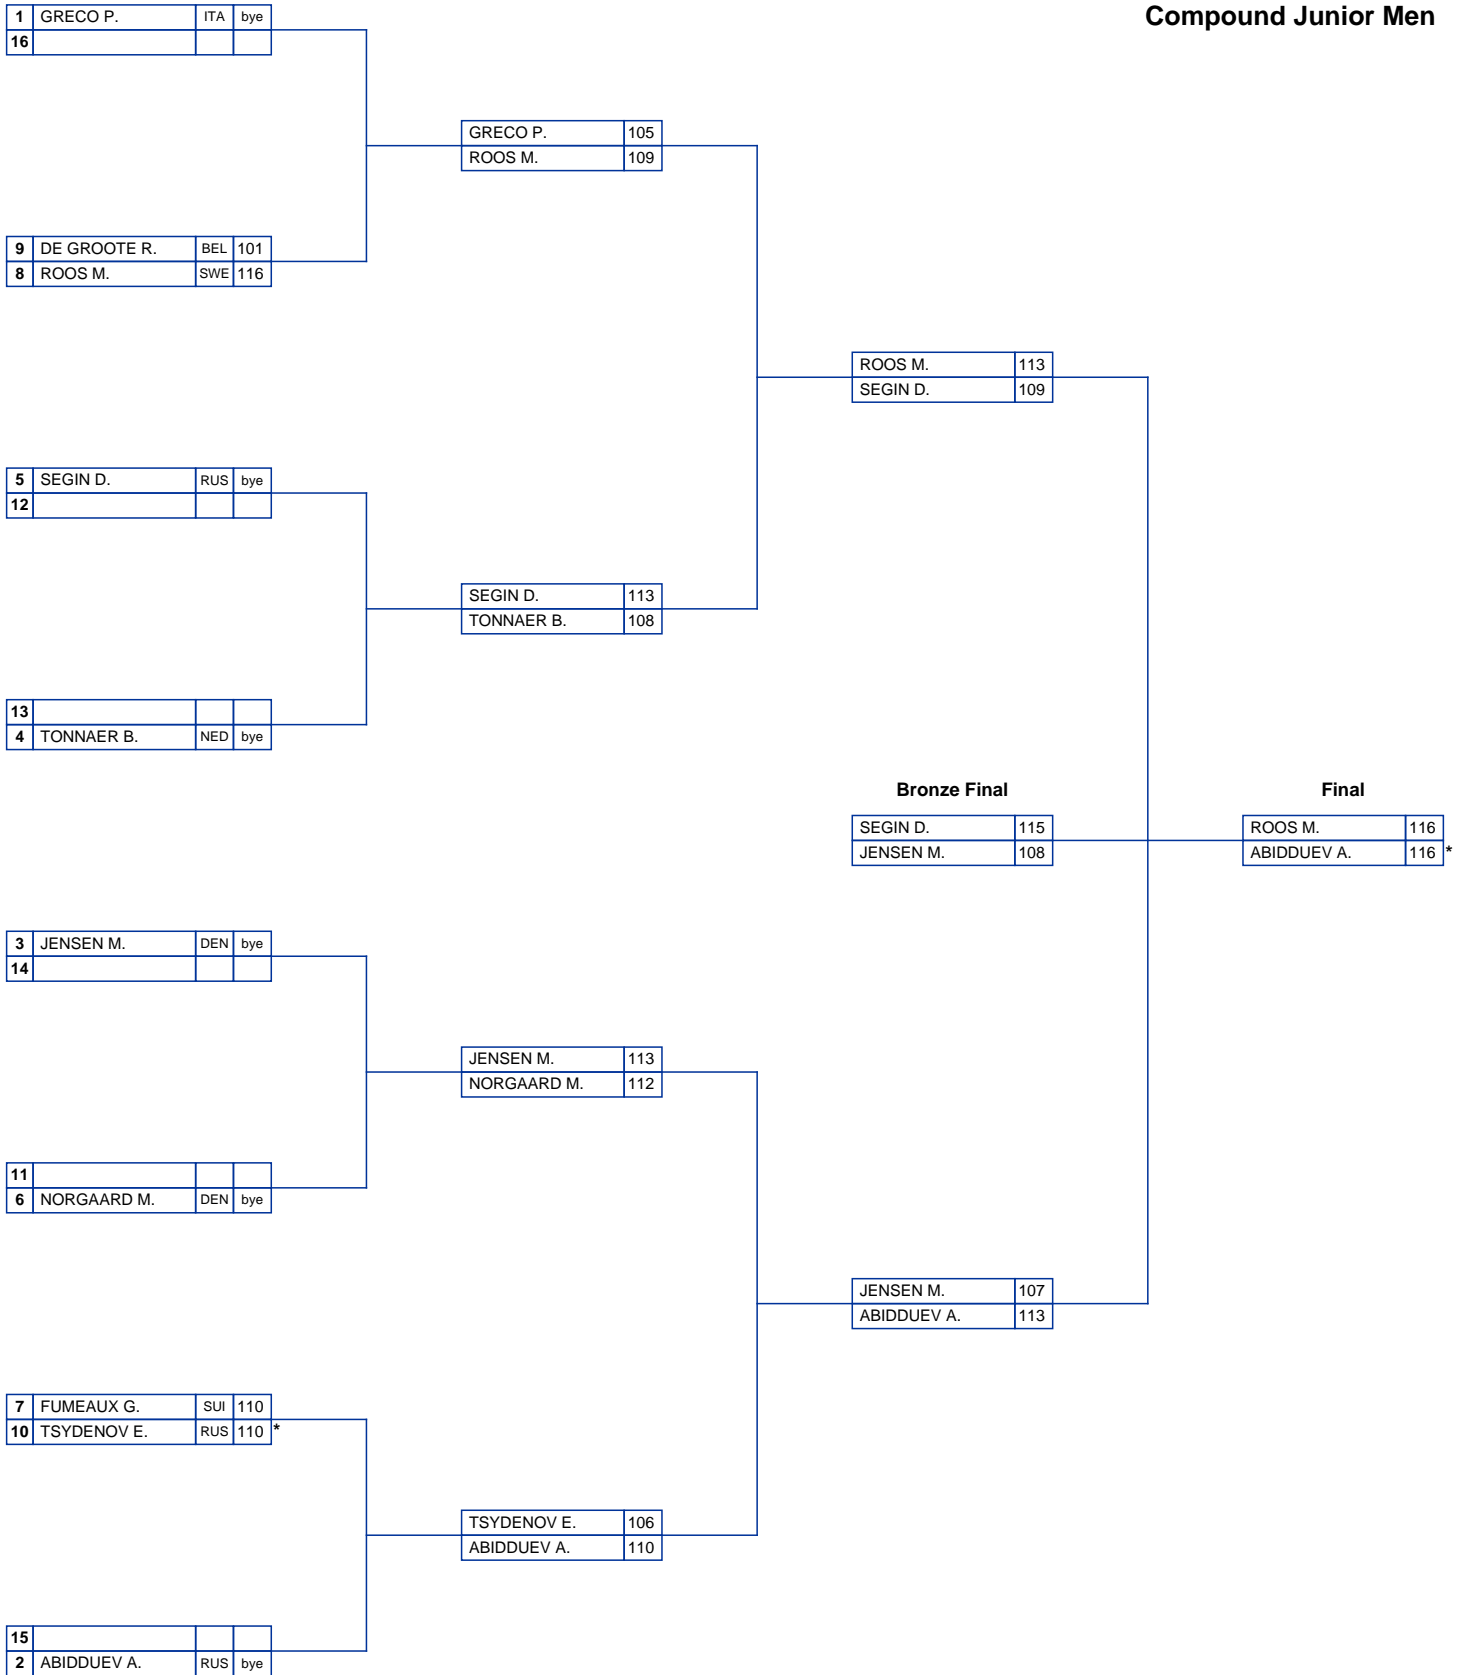 Compound Junior Men
1 GRECO P. ITA bye
16
GRECO P. 105
ROOS M. 109
9 DE GROOTE R. BEL 101
8 ROOS M. SWE 116
ROOS M. 113
SEGIN D. 109
5 SEGIN D. RUS bye
12
SEGIN D. 113
TONNAER B. 108
13
4 TONNAER B. NED bye
Bronze Final
Final
SEGIN D. 115
JENSEN M. 108
ROOS M. 116
ABIDDUEV A. 116 *
3 JENSEN M. DEN bye
14
JENSEN M. 113
NORGAARD M. 112
11
6 NORGAARD M. DEN bye
JENSEN M. 107
ABIDDUEV A. 113
7 FUMEAUX G. SUI 110
10 TSYDENOV E. RUS 110 *
TSYDENOV E. 106
ABIDDUEV A. 110
15
2 ABIDDUEV A. RUS bye